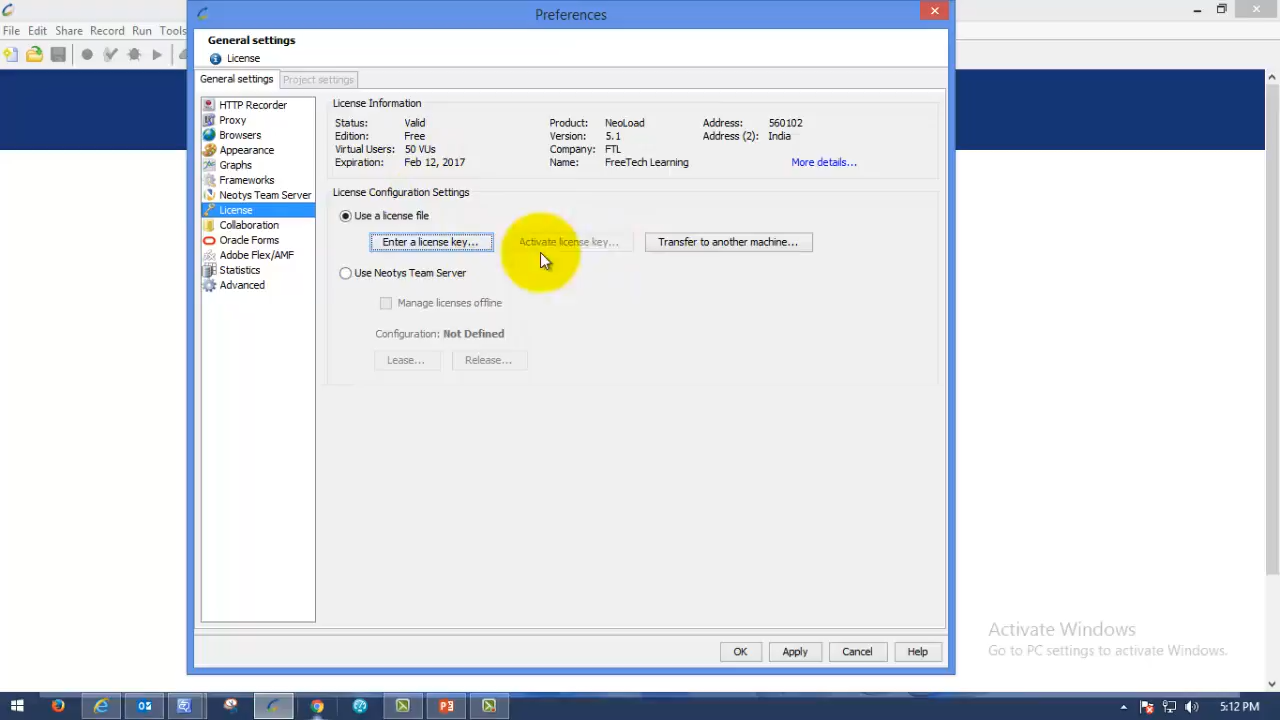 Preferences
File Edit Share Record Run Tools
General settings
License
General settings Project settings
HTTP Recorder
Proxy
Browsers
Appearance
Graphs
Frameworks
Neotys Team Server
License
Collaboration
Oracle Forms
Adobe Flex/AMF
Statistics
Advanced
License Information
Status: Valid Product: NeoLoad Address: 560102
Edition: Free Version: 5.1 Address (2): India
Virtual Users: 50 VUs Company: FTL
Expiration: Feb 12, 2017 Name: FreeTech Learning More details...
License Configuration Settings
Use a license file
Enter a license key... Activate license key... Transfer to another machine...
Use Neotys Team Server
Manage licenses offline
Configuration: Not Defined
Lease... Release...
OK Apply Cancel Help
Activate Windows
Go to PC settings to activate Windows.
5:12 PM